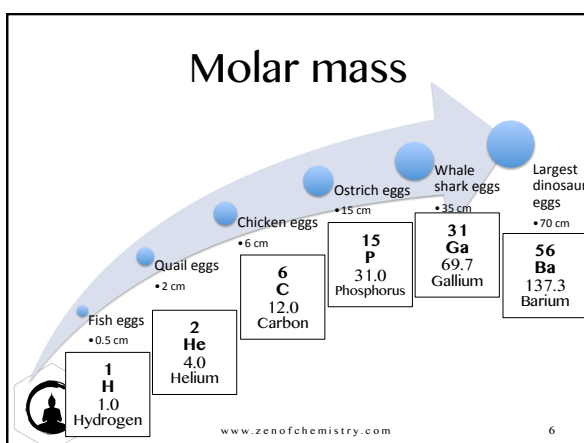 Molar mass
Fish eggs
• 0.5 cm
Quail eggs
• 2 cm
Chicken eggs
• 6 cm
Ostrich eggs
• 15 cm
Whale
shark eggs
• 35 cm
Largest
dinosaur
eggs
• 70 cm
1
H
1.0
Hydrogen
2
He
4.0
Helium
6
C
12.0
Carbon
15
P
31.0
Phosphorus
31
Ga
69.7
Gallium
56
Ba
137.3
Barium
www.zenofchemistry.com
6